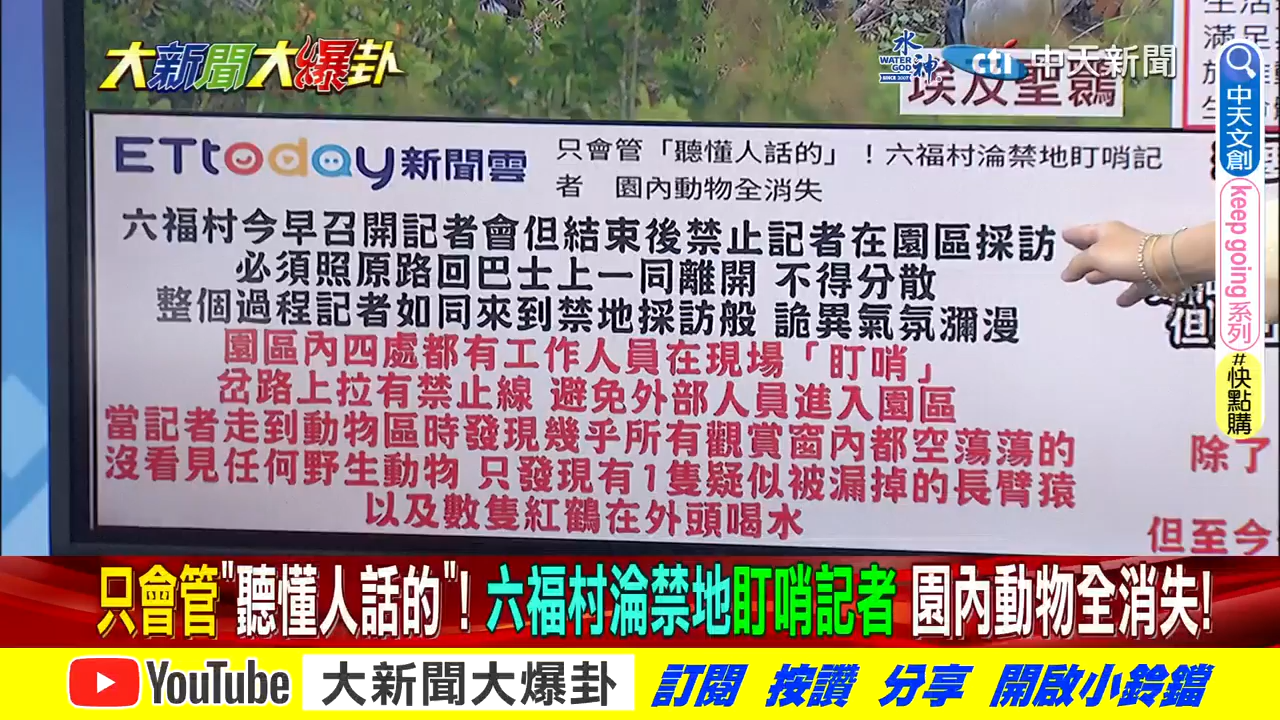 大新聞大爆卦
水神
WATER GOD
SINCE 2007
cti 中天新聞
埃及聖䴉
滿足
ETtoday新聞雲
只會管「聽懂人話的」！六福村淪禁地盯哨記
者 園內動物全消失
六福村今早召開記者會但結束後禁止記者在園區採訪
必須照原路回巴士上一同離開 不得分散
整個過程記者如同來到禁地採訪般 詭異氣氛瀰漫
園區內四處都有工作人員在現場「盯哨」
岔路上拉有禁止線 避免外部人員進入園區
當記者走到動物區時發現幾乎所有觀賞窗內都空蕩蕩的
沒看見任何野生動物 只發現有1隻疑似被漏掉的長臂猿
以及數隻紅鶴在外頭喝水
但
除了
但至今
中天文創
keep going系列
#快點購
只會管"聽懂人話的"! 六福村淪禁地盯哨記者 園內動物全消失!
YouTube 大新聞大爆卦 訂閱 按讚 分享 開啟小鈴鐺